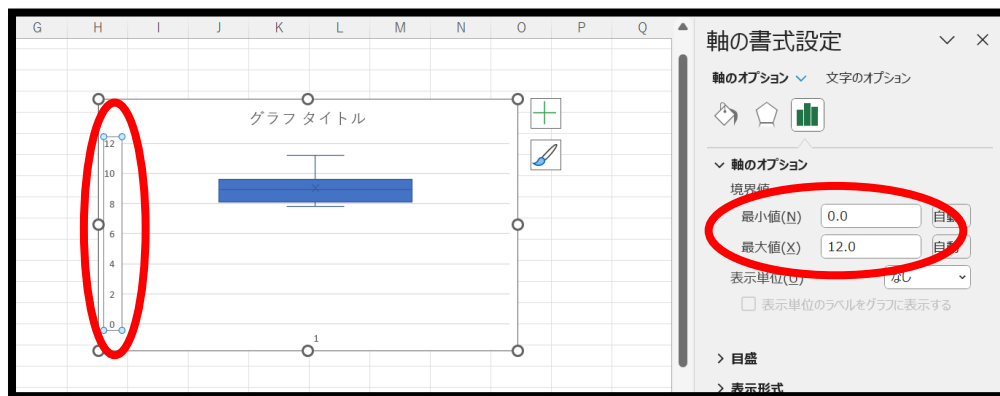 G H I J K L M N O P Q
グラフ タイトル
12
10
8
6
4
2
0
1
軸の書式設定
軸のオプション 文字のオプション
軸のオプション
境界値
最小値(N) 0.0 自動
最大値(X) 12.0 自動
表示単位(U) なし
表示単位のラベルをグラフに表示する
目盛
表示形式